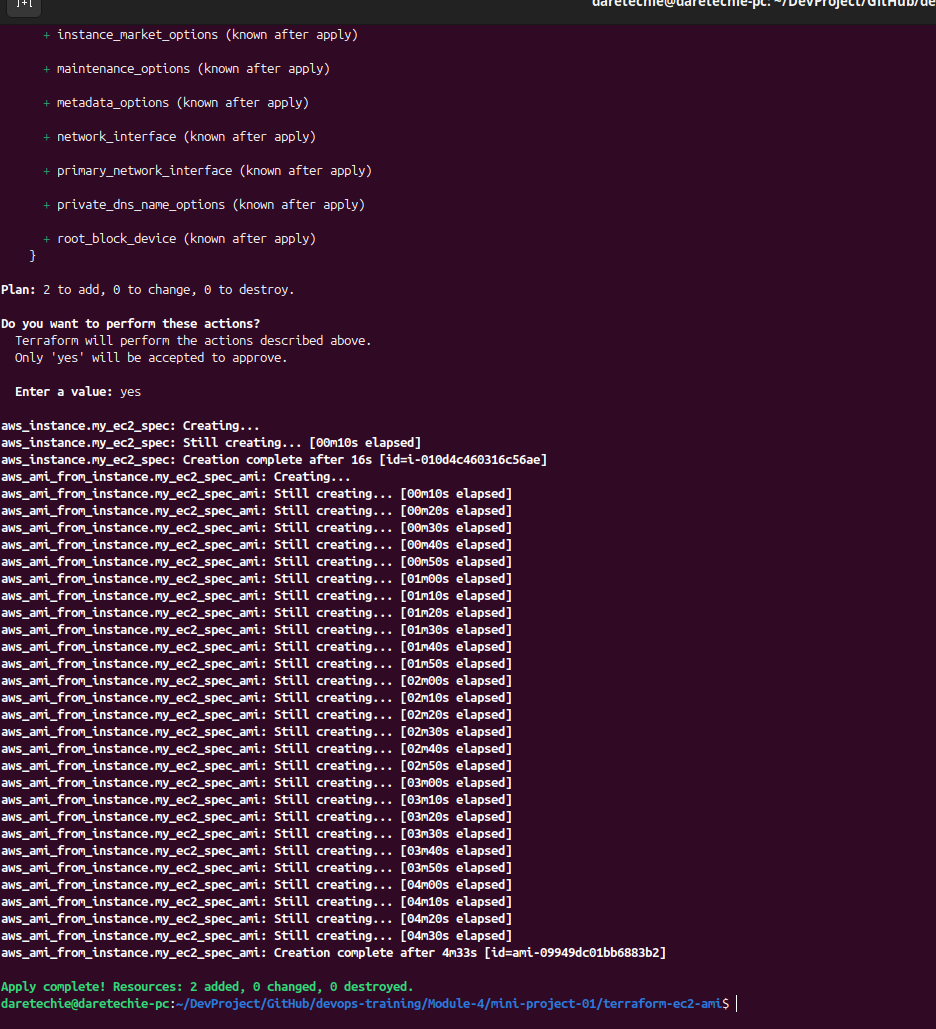 daretechie@daretechie-pc: ~/DevProject/GitHub/de
+ instance_market_options (known after apply)
+ maintenance_options (known after apply)
+ metadata_options (known after apply)
+ network_interface (known after apply)
+ primary_network_interface (known after apply)
+ private_dns_name_options (known after apply)
+ root_block_device (known after apply)
}
Plan: 2 to add, 0 to change, 0 to destroy.
Do you want to perform these actions?
Terraform will perform the actions described above.
Only 'yes' will be accepted to approve.
Enter a value: yes
aws_instance.my_ec2_spec: Creating...
aws_instance.my_ec2_spec: Still creating... [00m10s elapsed]
aws_instance.my_ec2_spec: Creation complete after 16s [id=i-010d4c460316c56ae]
aws_ami_from_instance.my_ec2_spec_ami: Creating...
aws_ami_from_instance.my_ec2_spec_ami: Still creating... [00m10s elapsed]
aws_ami_from_instance.my_ec2_spec_ami: Still creating... [00m20s elapsed]
aws_ami_from_instance.my_ec2_spec_ami: Still creating... [00m30s elapsed]
aws_ami_from_instance.my_ec2_spec_ami: Still creating... [00m40s elapsed]
aws_ami_from_instance.my_ec2_spec_ami: Still creating... [00m50s elapsed]
aws_ami_from_instance.my_ec2_spec_ami: Still creating... [01m00s elapsed]
aws_ami_from_instance.my_ec2_spec_ami: Still creating... [01m10s elapsed]
aws_ami_from_instance.my_ec2_spec_ami: Still creating... [01m20s elapsed]
aws_ami_from_instance.my_ec2_spec_ami: Still creating... [01m30s elapsed]
aws_ami_from_instance.my_ec2_spec_ami: Still creating... [01m40s elapsed]
aws_ami_from_instance.my_ec2_spec_ami: Still creating... [01m50s elapsed]
aws_ami_from_instance.my_ec2_spec_ami: Still creating... [02m00s elapsed]
aws_ami_from_instance.my_ec2_spec_ami: Still creating... [02m10s elapsed]
aws_ami_from_instance.my_ec2_spec_ami: Still creating... [02m20s elapsed]
aws_ami_from_instance.my_ec2_spec_ami: Still creating... [02m30s elapsed]
aws_ami_from_instance.my_ec2_spec_ami: Still creating... [02m40s elapsed]
aws_ami_from_instance.my_ec2_spec_ami: Still creating... [02m50s elapsed]
aws_ami_from_instance.my_ec2_spec_ami: Still creating... [03m00s elapsed]
aws_ami_from_instance.my_ec2_spec_ami: Still creating... [03m10s elapsed]
aws_ami_from_instance.my_ec2_spec_ami: Still creating... [03m20s elapsed]
aws_ami_from_instance.my_ec2_spec_ami: Still creating... [03m30s elapsed]
aws_ami_from_instance.my_ec2_spec_ami: Still creating... [03m40s elapsed]
aws_ami_from_instance.my_ec2_spec_ami: Still creating... [03m50s elapsed]
aws_ami_from_instance.my_ec2_spec_ami: Still creating... [04m00s elapsed]
aws_ami_from_instance.my_ec2_spec_ami: Still creating... [04m10s elapsed]
aws_ami_from_instance.my_ec2_spec_ami: Still creating... [04m20s elapsed]
aws_ami_from_instance.my_ec2_spec_ami: Still creating... [04m30s elapsed]
aws_ami_from_instance.my_ec2_spec_ami: Creation complete after 4m33s [id=ami-09949dc01bb6883b2]
Apply complete! Resources: 2 added, 0 changed, 0 destroyed.
daretechie@daretechie-pc:~/DevProject/GitHub/devops-training/Module-4/mini-project-01/terraform-ec2-ami$